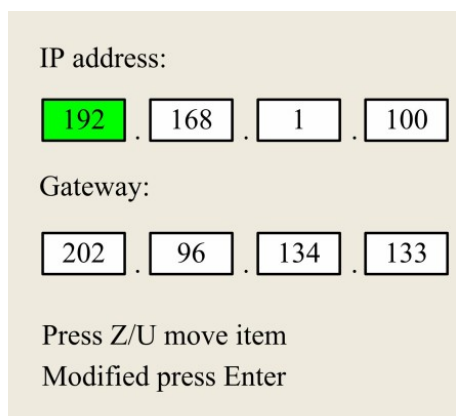 IP address:
192 . 168 . 1 . 100
Gateway:
202 . 96 . 134 . 133
Press Z/U move item
Modified press Enter